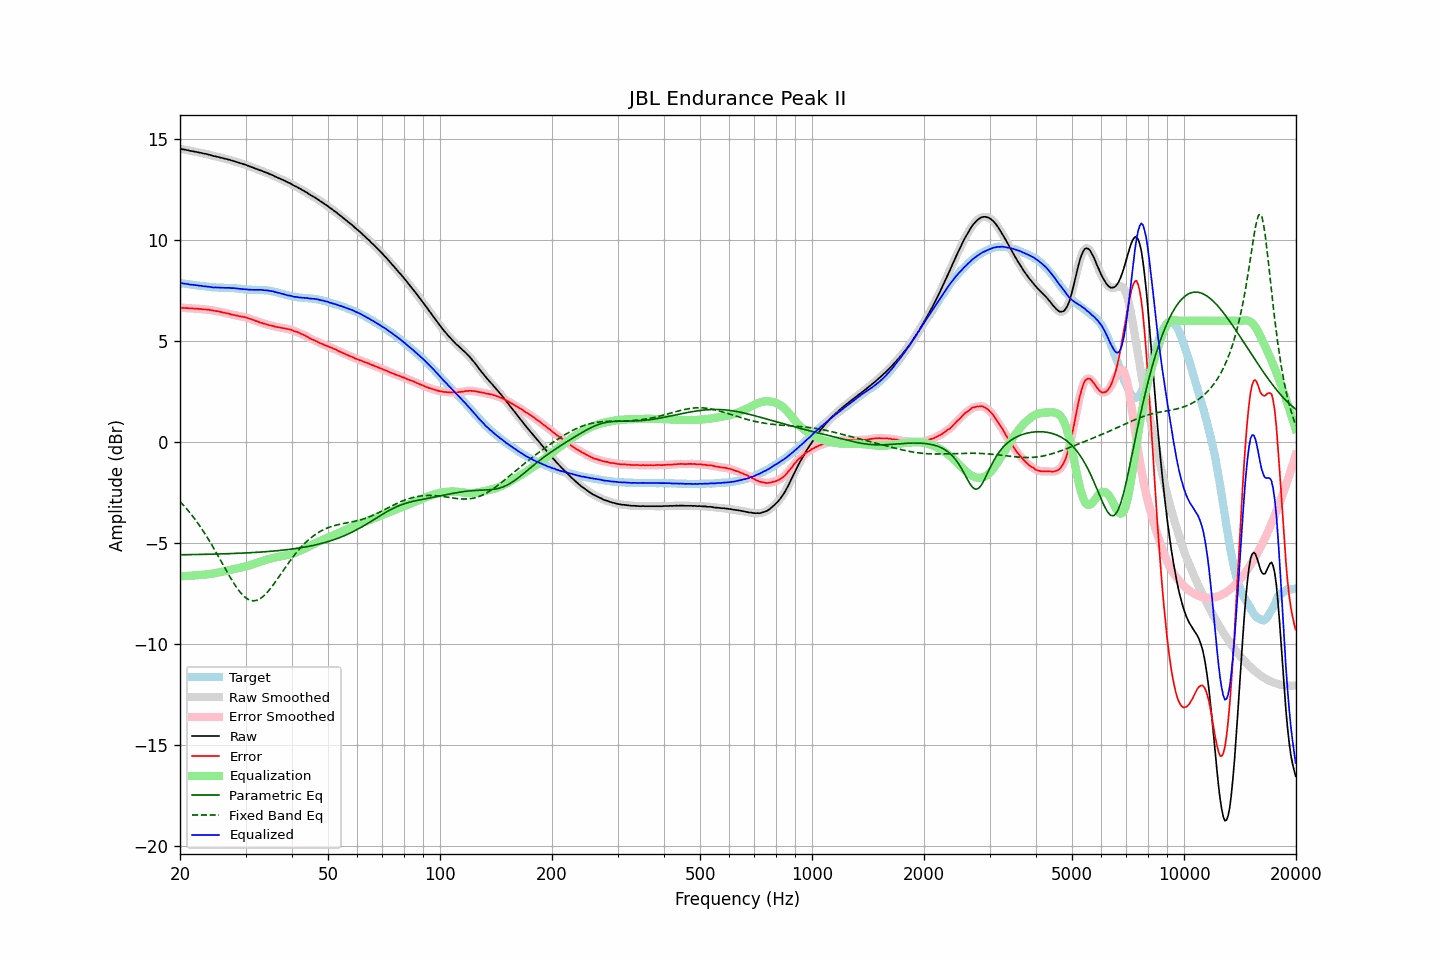 JBL Endurance Peak II
Amplitude (dBr)
15
10
5
0
−5
−10
−15
−20
Target
Raw Smoothed
Error Smoothed
Raw
Error
Equalization
Parametric Eq
Fixed Band Eq
Equalized
20 50 100 200 500 1000 2000 5000 10000 20000
Frequency (Hz)